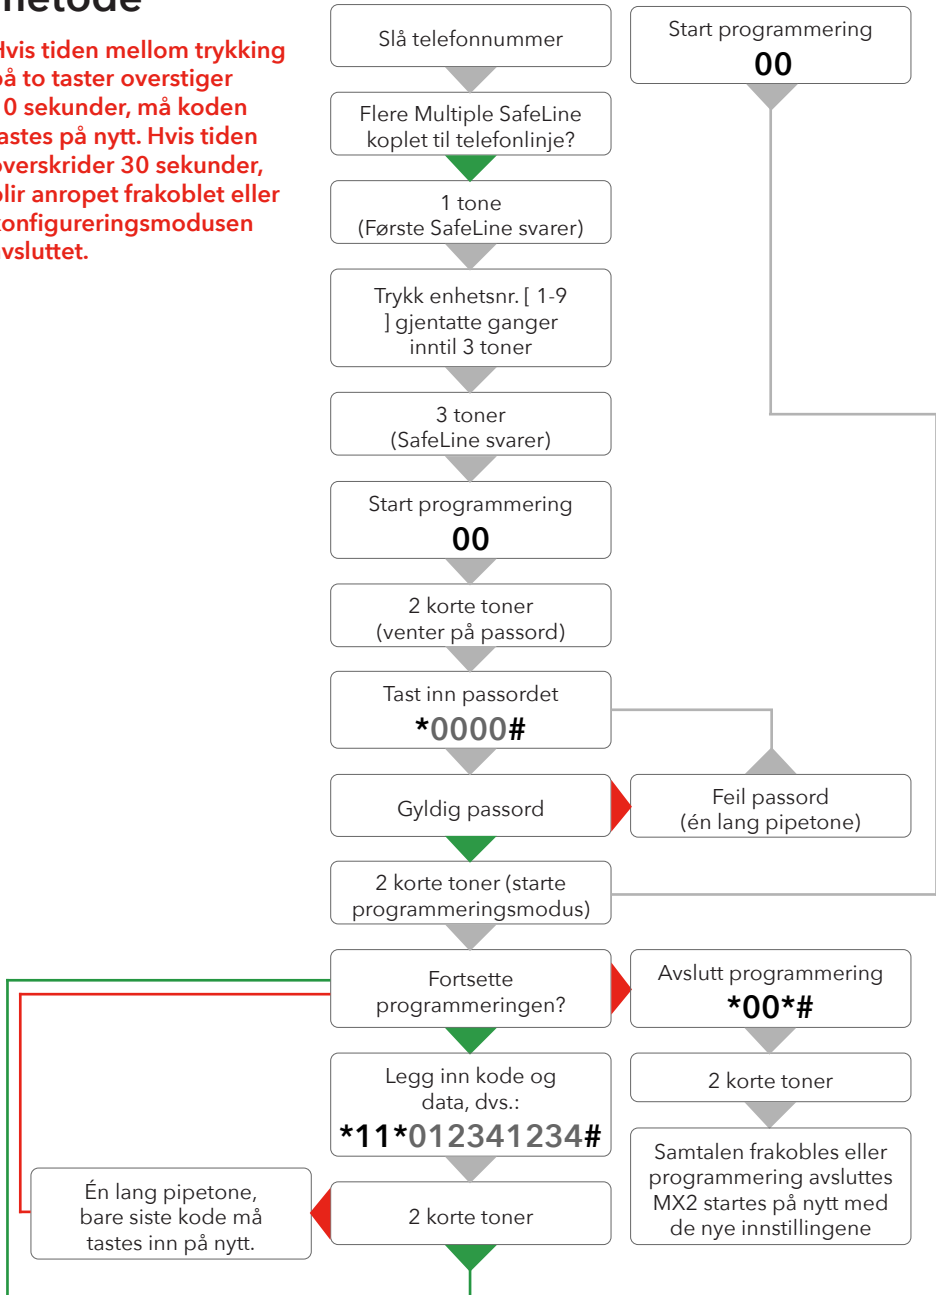 metode
Hvis tiden mellom trykking
på to taster overstiger
10 sekunder, må koden
tastes på nytt. Hvis tiden
overskrider 30 sekunder,
blir anropet frakoblet eller
konfigureringsmodusen
avsluttet.
Slå telefonnummer
Start programmering
00
Flere Multiple SafeLine
koplet til telefonlinje?
1 tone
(Første SafeLine svarer)
Trykk enhetsnr. [ 1-9
] gjentatte ganger
inntil 3 toner
3 toner
(SafeLine svarer)
Start programmering
00
2 korte toner
(venter på passord)
Tast inn passordet
*0000#
Gyldig passord
Feil passord
(én lang pipetone)
2 korte toner (starte
programmeringsmodus)
Fortsette
programmeringen?
Avslutt programmering
*00*#
Legg inn kode og
data, dvs.:
*11*012341234#
2 korte toner
Samtalen frakobles eller
programmering avsluttes
MX2 startes på nytt med
de nye innstillingene
Én lang pipetone,
bare siste kode må
tastes inn på nytt.
2 korte toner